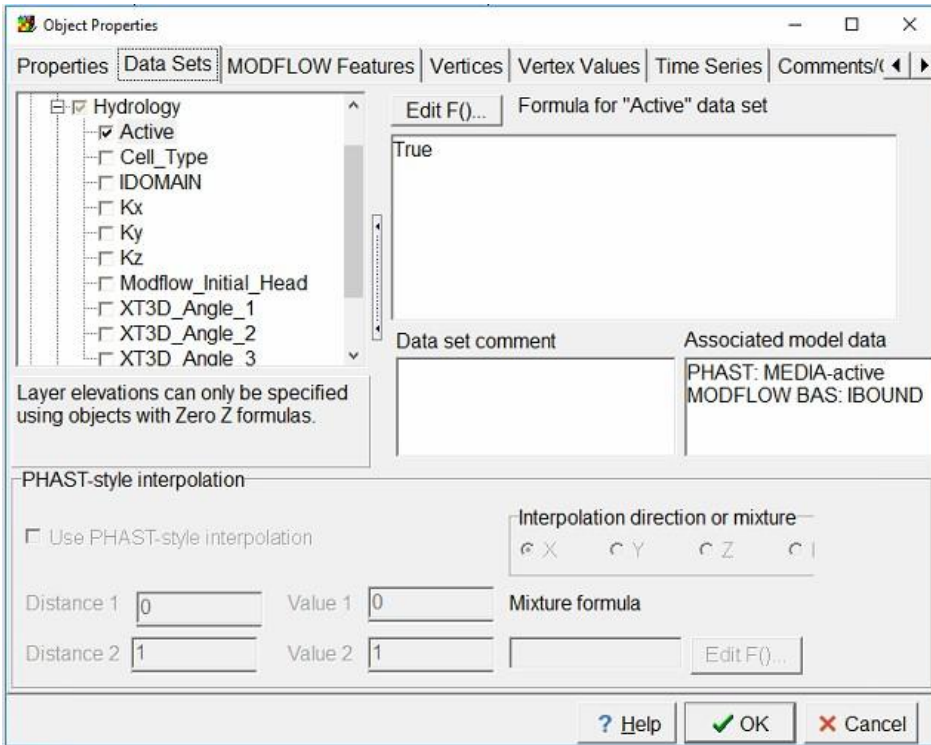 Object Properties
Properties Data Sets MODFLOW Features Vertices Vertex Values Time Series Comments/
Hydrology
Active
Cell_Type
IDOMAIN
Kx
Ky
Kz
Modflow_Initial_Head
XT3D_Angle_1
XT3D_Angle_2
XT3D_Angle_3
Layer elevations can only be specified
using objects with Zero Z formulas.
Edit F()... Formula for "Active" data set
True
Data set comment
Associated model data
PHAST: MEDIA-active
MODFLOW BAS: IBOUND
PHAST-style interpolation
Use PHAST-style interpolation
Interpolation direction or mixture
X Y Z
Distance 1 0 Value 1 0 Mixture formula
Distance 2 1 Value 2 1 Edit F()...
? Help OK Cancel